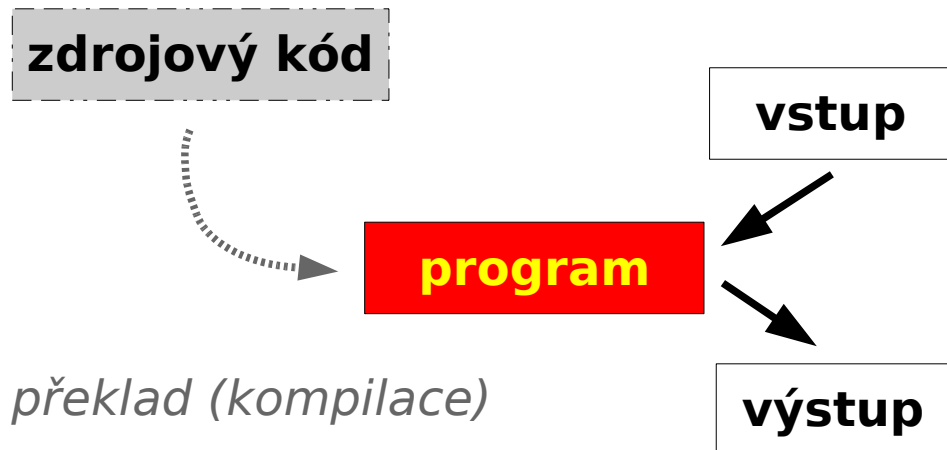 zdrojový kód
vstup
program
překlad (kompilace)
výstup